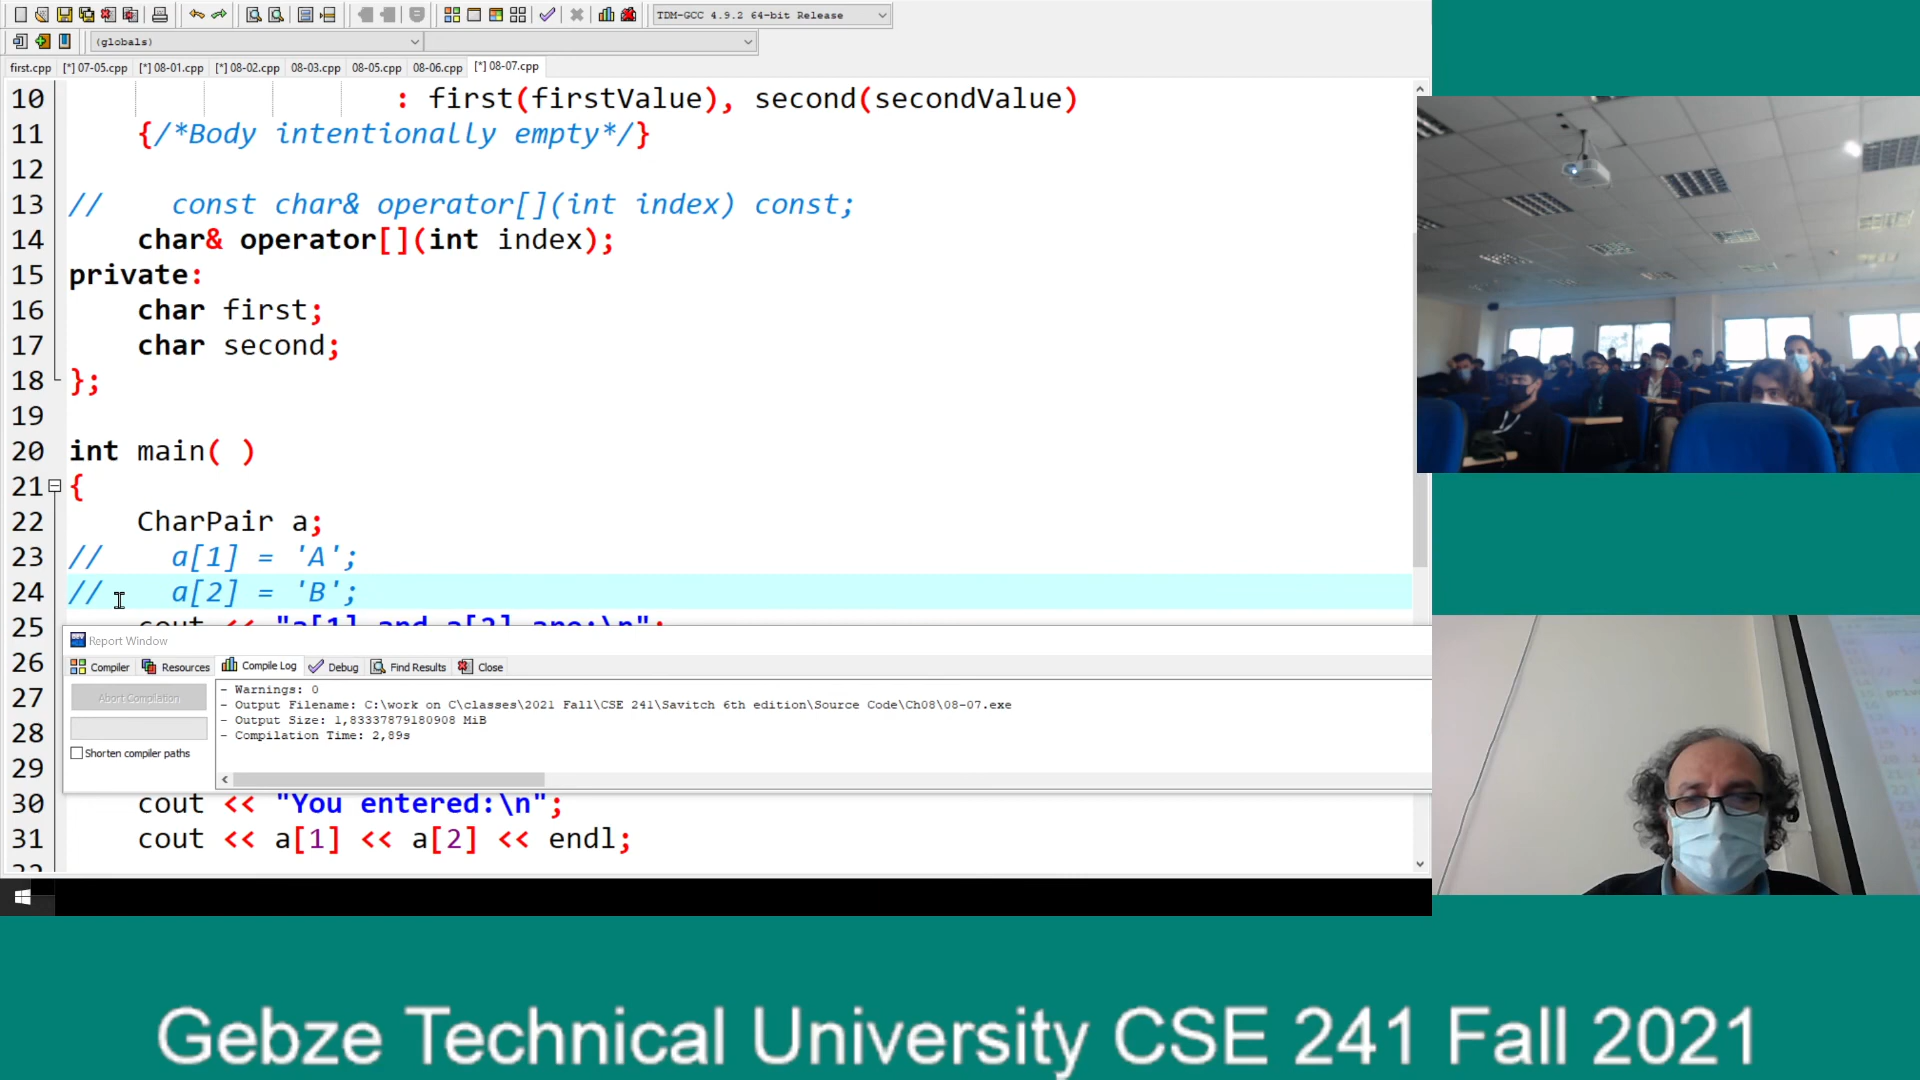 TDM-GCC 4.9.2 64-bit Release
(globals)
first.cpp [*] 07-05.cpp [*] 08-01.cpp [*] 08-02.cpp 08-03.cpp 08-05.cpp 08-06.cpp [*] 08-07.cpp
10 : first(firstValue), second(secondValue)
11 {/*Body intentionally empty*/}
12
13 // const char& operator[](int index) const;
14 char& operator[](int index);
15 private:
16 char first;
17 char second;
18 };
19
20 int main( )
21 {
22 CharPair a;
23 // a[1] = 'A';
24 // a[2] = 'B';
25 cout << "a[1] and a[2] are:\n";
Report Window
Compiler Resources Compile Log Debug Find Results Close
Abort Compilation
Shorten compiler paths
- Warnings: 0
- Output Filename: C:\work on C\classes\2021 Fall\CSE 241\Savitch 6th edition\Source Code\Ch08\08-07.exe
- Output Size: 1,83337879180908 MiB
- Compilation Time: 2,89s
26
27
28
29
30 cout << "You entered:\n";
31 cout << a[1] << a[2] << endl;
Gebze Technical University CSE 241 Fall 2021